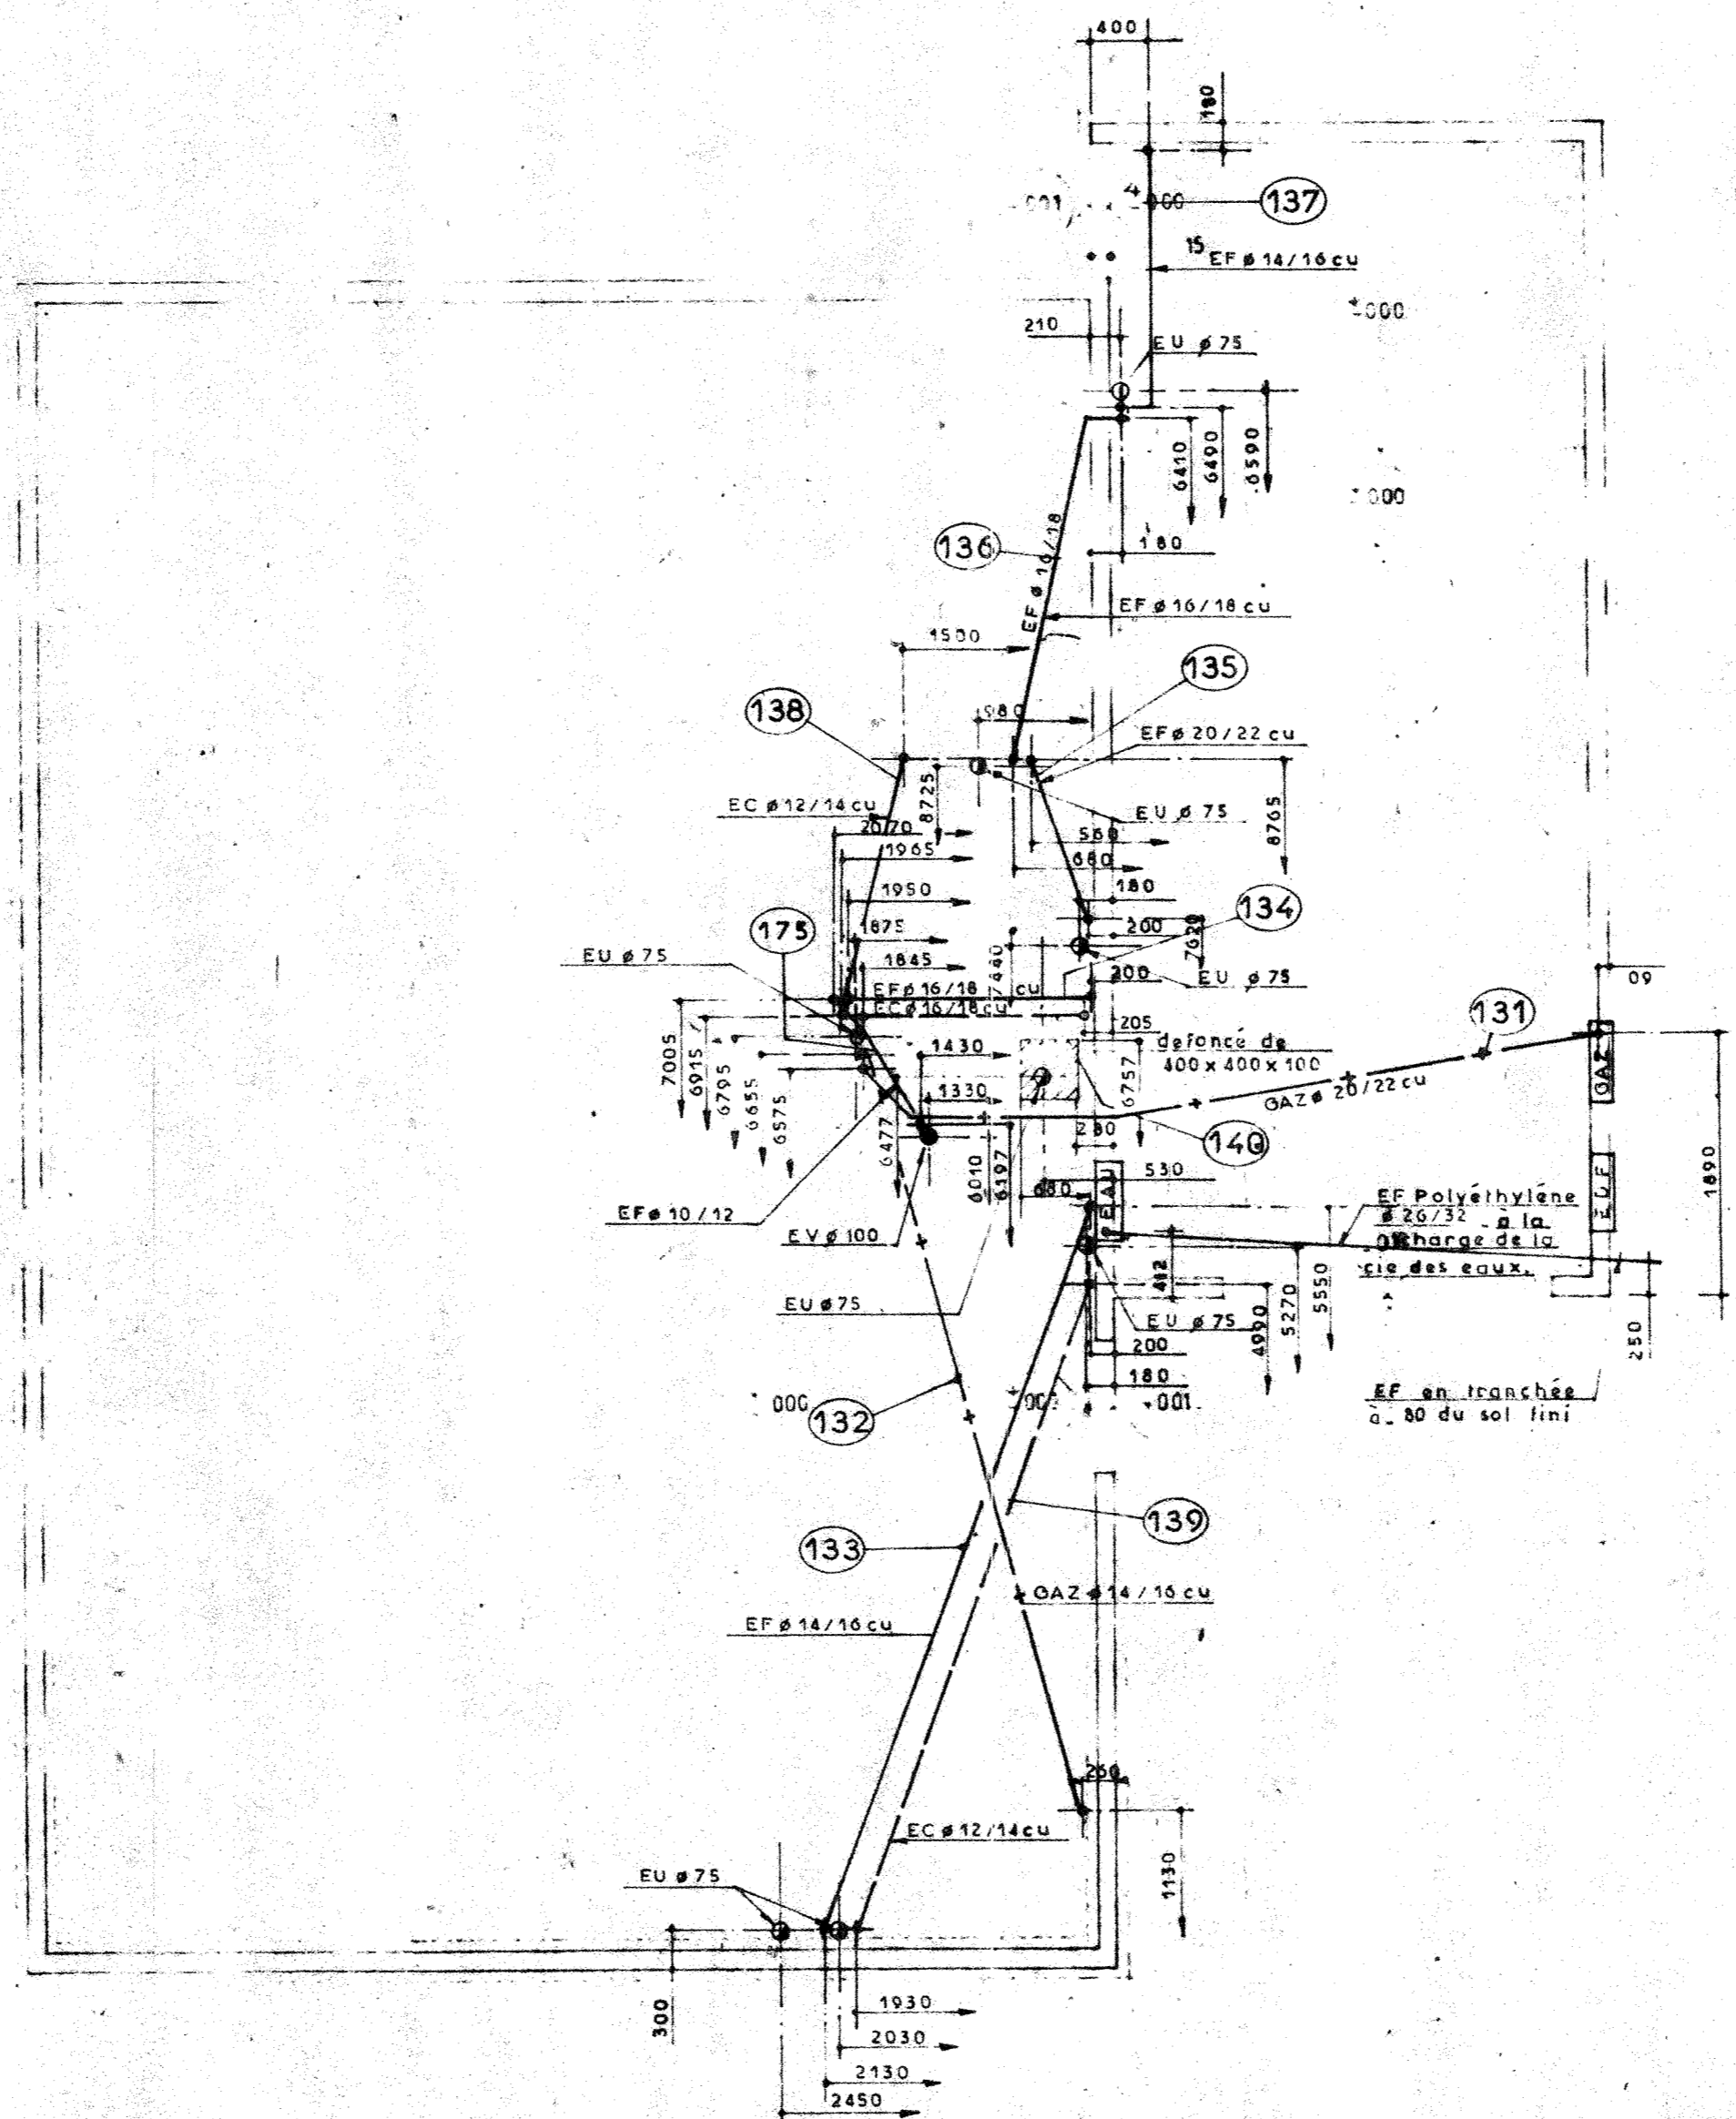 400
180
137
15
EF ø 14/16 cu
210
EU ø 75
6410
6490
6590
136
180
EF ø 16/18
EF ø 16/18 cu
1500
135
138
980
EF ø 20/22 cu
8725
8765
EC ø 12/14 cu
EU ø 75
2070
560
1965
680
1950
180
134
175
1875
200
7620
EU ø 75
1845
200
EU ø 75
EF ø 16/18 cu
EC ø 16/18 cu
60
131
205
7005
6915
6795
6655
6575
1430
defoncé de
400 x 400 x 100
6757
1330
GAZ ø 20/22 cu
GAZ
6477
280
140
6010
6197
530
680
EAU
EF ø 10/12
EV ø 100
EF Polyéthylène
ø 26/32 à la
charge de la
cie des eaux.
1890
EU ø 75
EU ø 75
4990
5270
5550
250
200
180
000
132
EF en tranchée
à 80 du sol fini
139
133
GAZ ø 14/16 cu
EF ø 14/16 cu
260
EC ø 12/14 cu
1130
EU ø 75
300
1930
2030
2130
2450